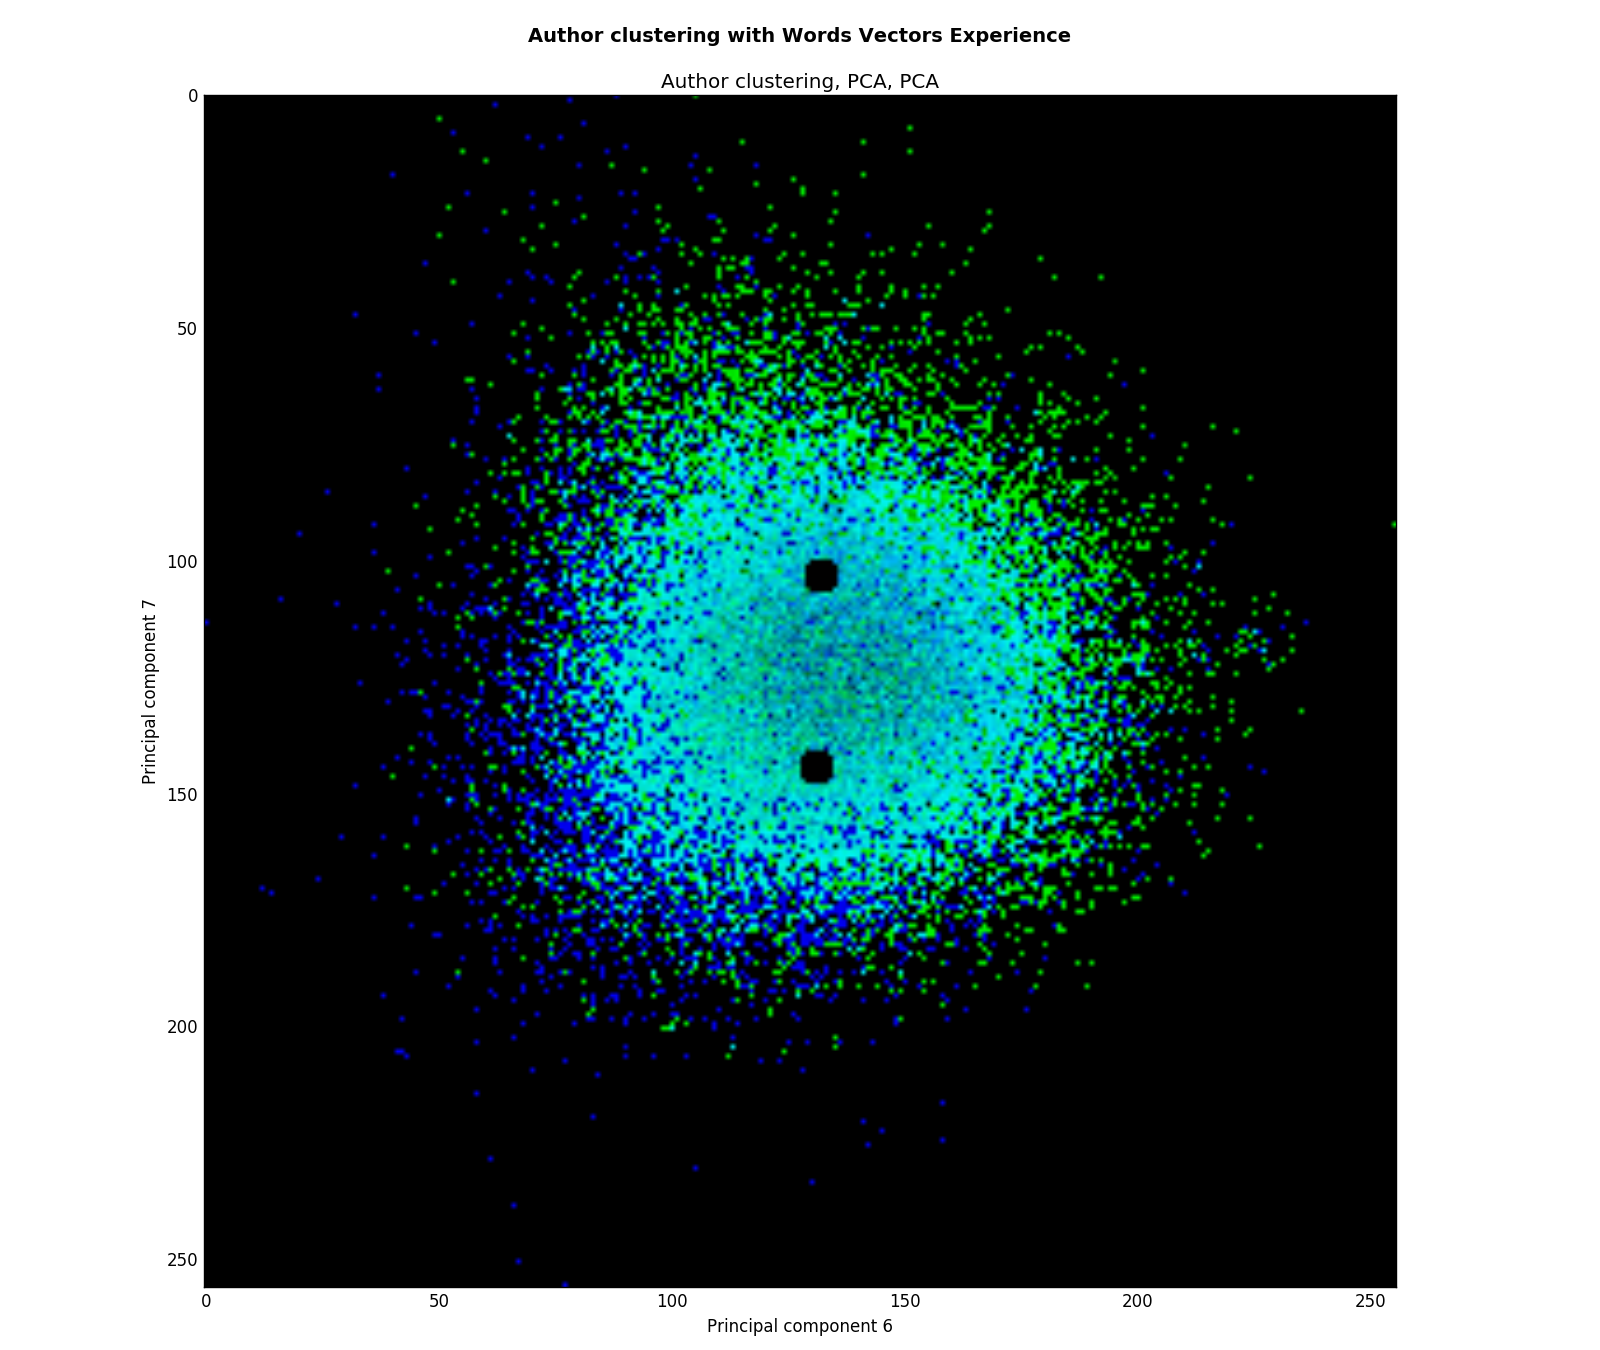 Author clustering with Words Vectors Experience
Author clustering, PCA, PCA
0
50
100
150
200
250
Principal component 7
0 50 100 150 200 250
Principal component 6